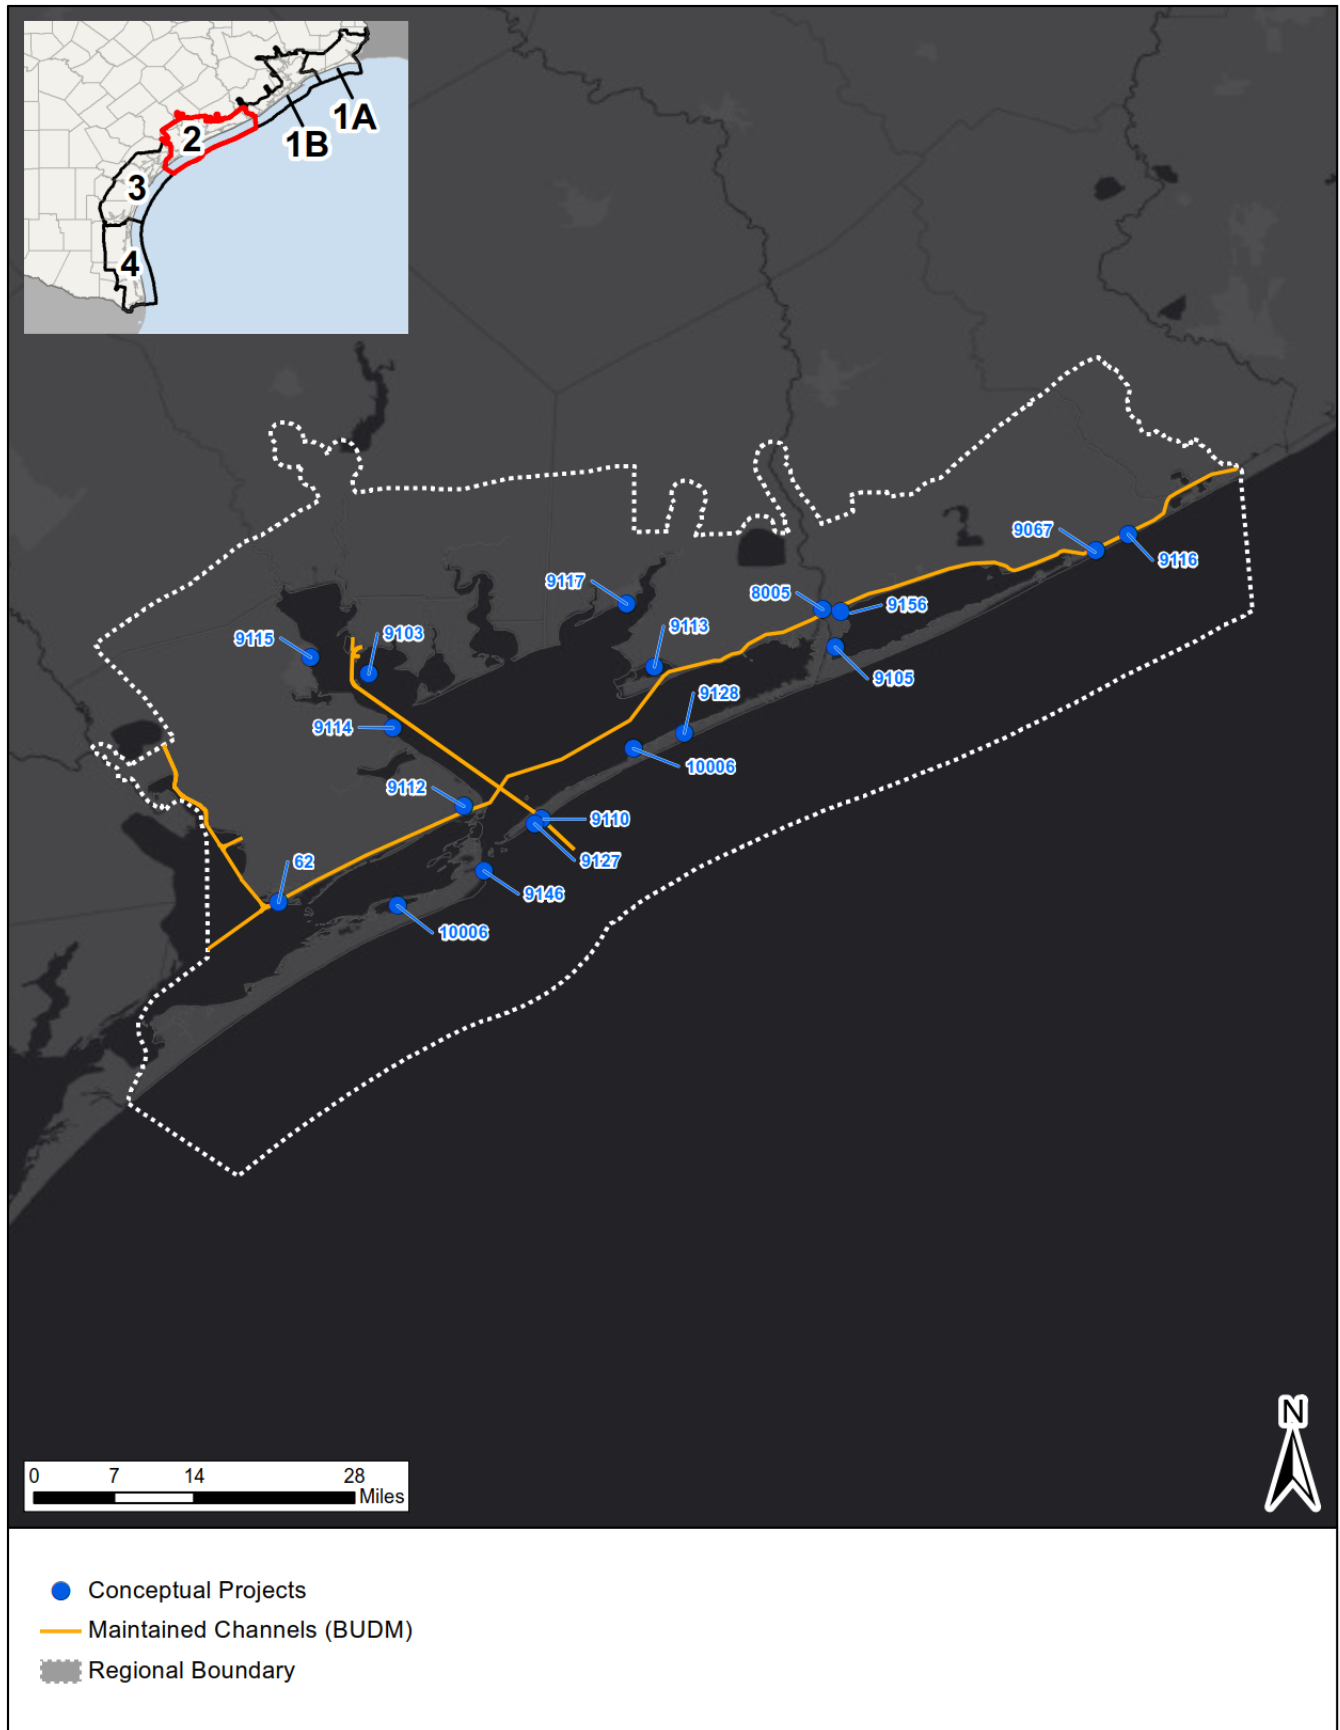 1A
1B
2
3
4
9067
9116
9117
8005
9156
9115
9103
9113
9105
9128
9114
10006
9112
9110
9127
62
9146
10006
N
0 7 14 28
Miles
Conceptual Projects
Maintained Channels (BUDM)
Regional Boundary